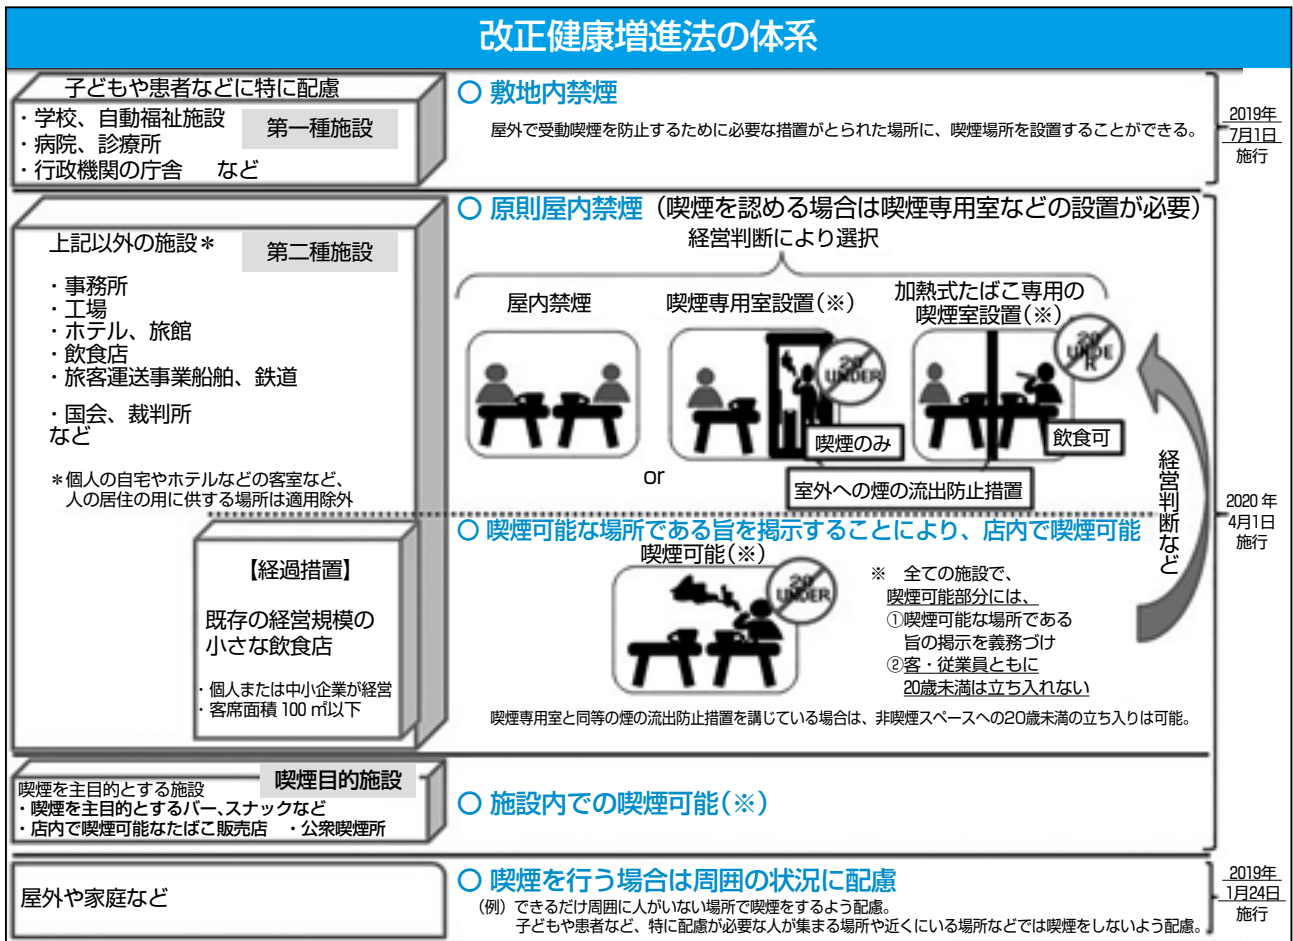 改正健康増進法の体系
子どもや患者などに特に配慮
・学校、自動福祉施設
・病院、診療所
・行政機関の庁舎　など
第一種施設
○ 敷地内禁煙
屋外で受動喫煙を防止するために必要な措置がとられた場所に、喫煙場所を設置することができる。
2019年
7月1日
施行
上記以外の施設＊
第二種施設
・事務所
・工場
・ホテル、旅館
・飲食店
・旅客運送事業船舶、鉄道
・国会、裁判所
など
＊個人の自宅やホテルなどの客室など、
人の居住の用に供する場所は適用除外
○ 原則屋内禁煙（喫煙を認める場合は喫煙専用室などの設置が必要）
経営判断により選択
屋内禁煙
喫煙専用室設置（※）
加熱式たばこ専用の
喫煙室設置（※）
20
UNDER
20
UNDE
R
喫煙のみ
飲食可
or
室外への煙の流出防止措置
経営判断など
2020 年
4月1日
施行
【経過措置】
既存の経営規模の
小さな飲食店
・個人または中小企業が経営
・客席面積 100 ㎡以下
○ 喫煙可能な場所である旨を掲示することにより、店内で喫煙可能
喫煙可能（※）
20
UNDER
※　全ての施設で、
喫煙可能部分には、
①喫煙可能な場所である
旨の掲示を義務づけ
②客・従業員ともに
20歳未満は立ち入れない
喫煙専用室と同等の煙の流出防止措置を講じている場合は、非喫煙スペースへの20歳未満の立ち入りは可能。
喫煙目的施設
喫煙を主目的とする施設
・喫煙を主目的とするバー、スナックなど
・店内で喫煙可能なたばこ販売店　・公衆喫煙所
○ 施設内での喫煙可能（※）
屋外や家庭など
○ 喫煙を行う場合は周囲の状況に配慮
（例）できるだけ周囲に人がいない場所で喫煙をするよう配慮。
子どもや患者など、特に配慮が必要な人が集まる場所や近くにいる場所などでは喫煙をしないよう配慮。
2019年
1月24日
施行